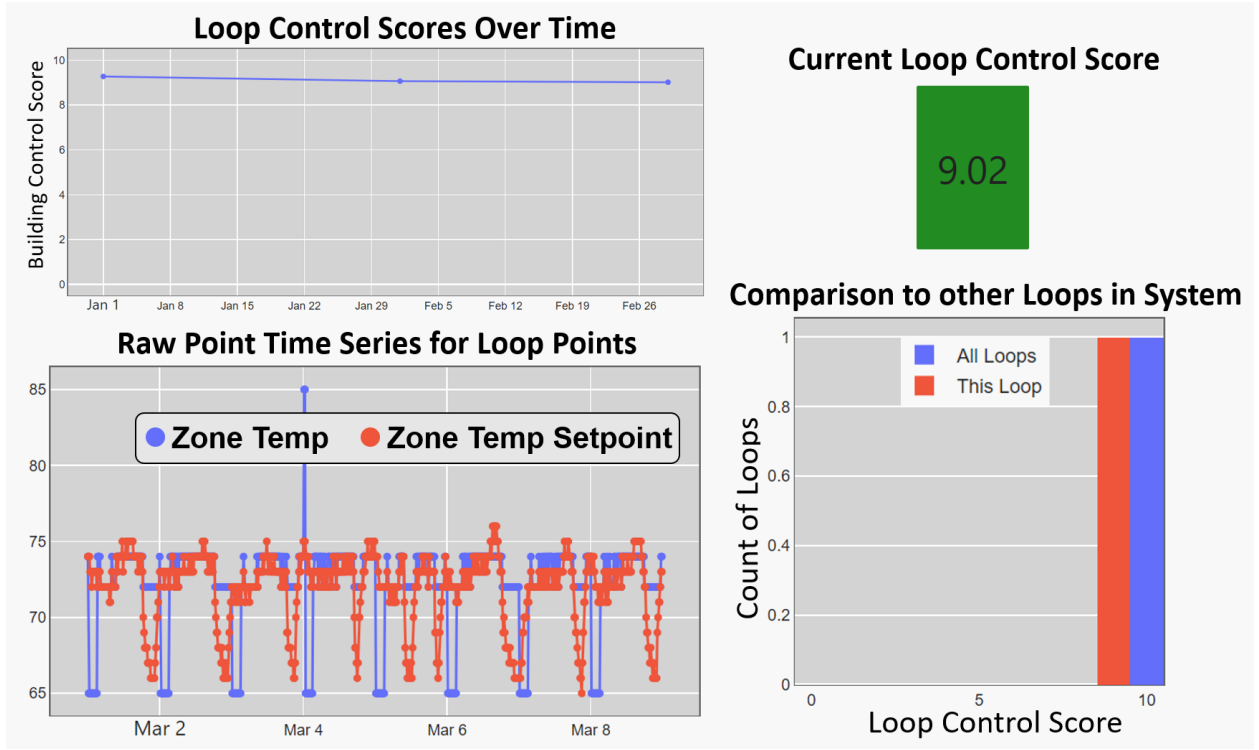 Loop Control Scores Over Time
Building Control Score
10
8
6
4
2
0
Jan 1 Jan 8 Jan 15 Jan 22 Jan 29 Feb 5 Feb 12 Feb 19 Feb 26
Current Loop Control Score
9.02
Raw Point Time Series for Loop Points
85
80
75
70
65
Zone Temp Zone Temp Setpoint
Mar 2 Mar 4 Mar 6 Mar 8
Comparison to other Loops in System
Count of Loops
1
0.8
0.6
0.4
0.2
0
All Loops
This Loop
0 5 10
Loop Control Score